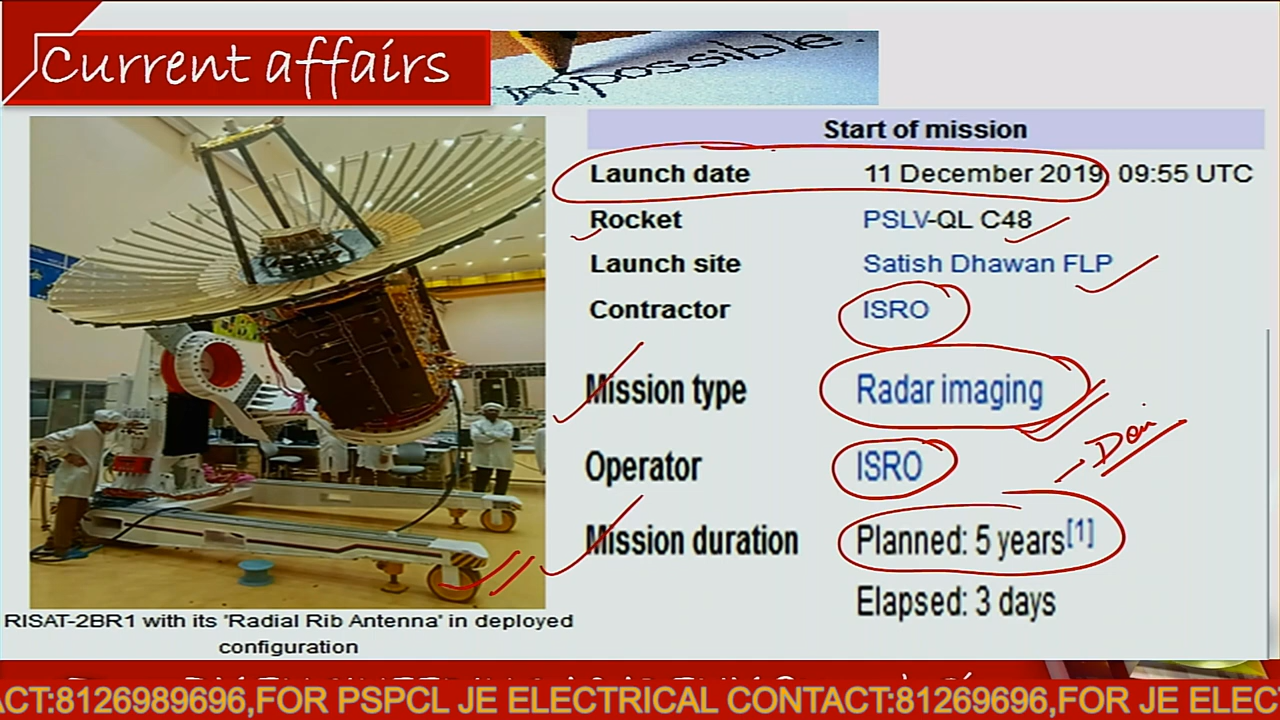 Current affairs
impossible.
Start of mission
Launch date 11 December 2019, 09:55 UTC
Rocket PSLV-QL C48
Launch site Satish Dhawan FLP
Contractor ISRO
Mission type Radar imaging
Operator ISRO
Mission duration Planned: 5 years[1]
Elapsed: 3 days
RISAT-2BR1 with its 'Radial Rib Antenna' in deployed
configuration
ACT:8126989696,FOR PSPCL JE ELECTRICAL CONTACT:81269696,FOR JE ELEC